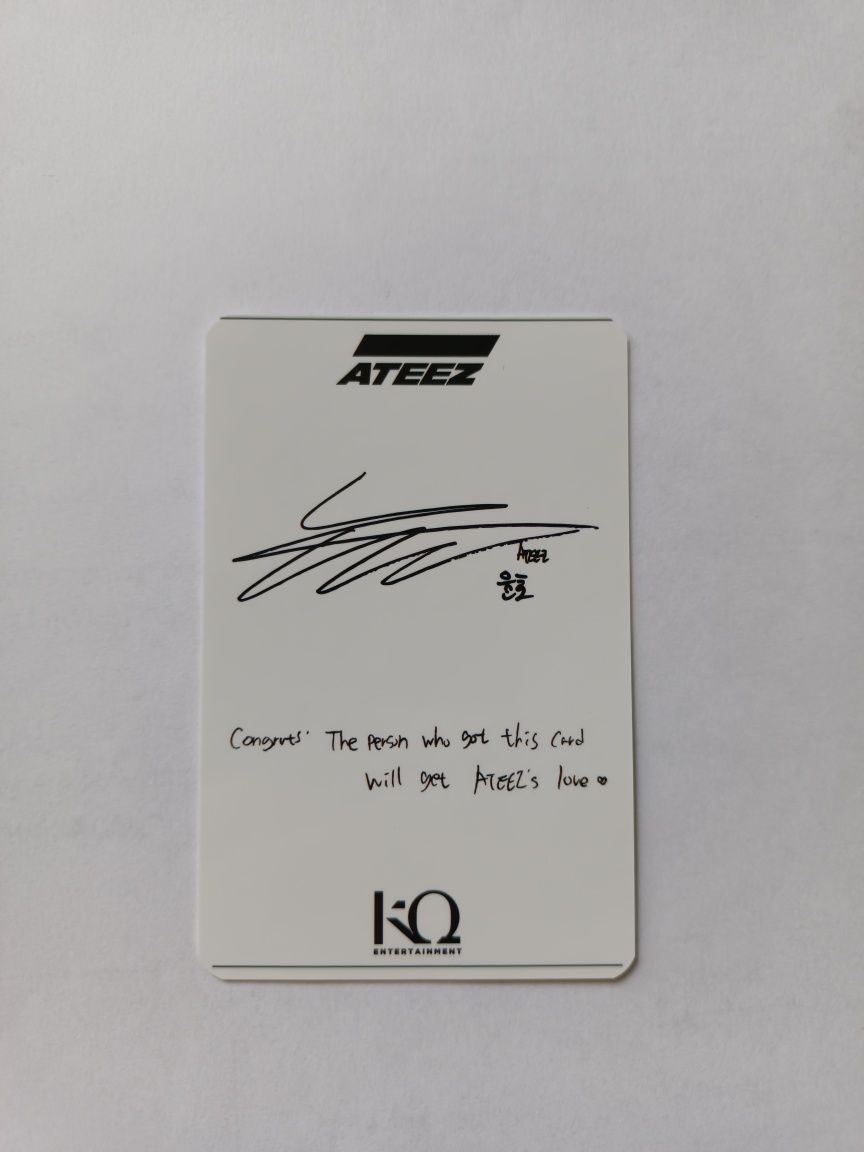 ATEEZ
ATEEZ
윤호
Congrats! The person who got this card
will get ATEEZ's love ♥
KQ
ENTERTAINMENT